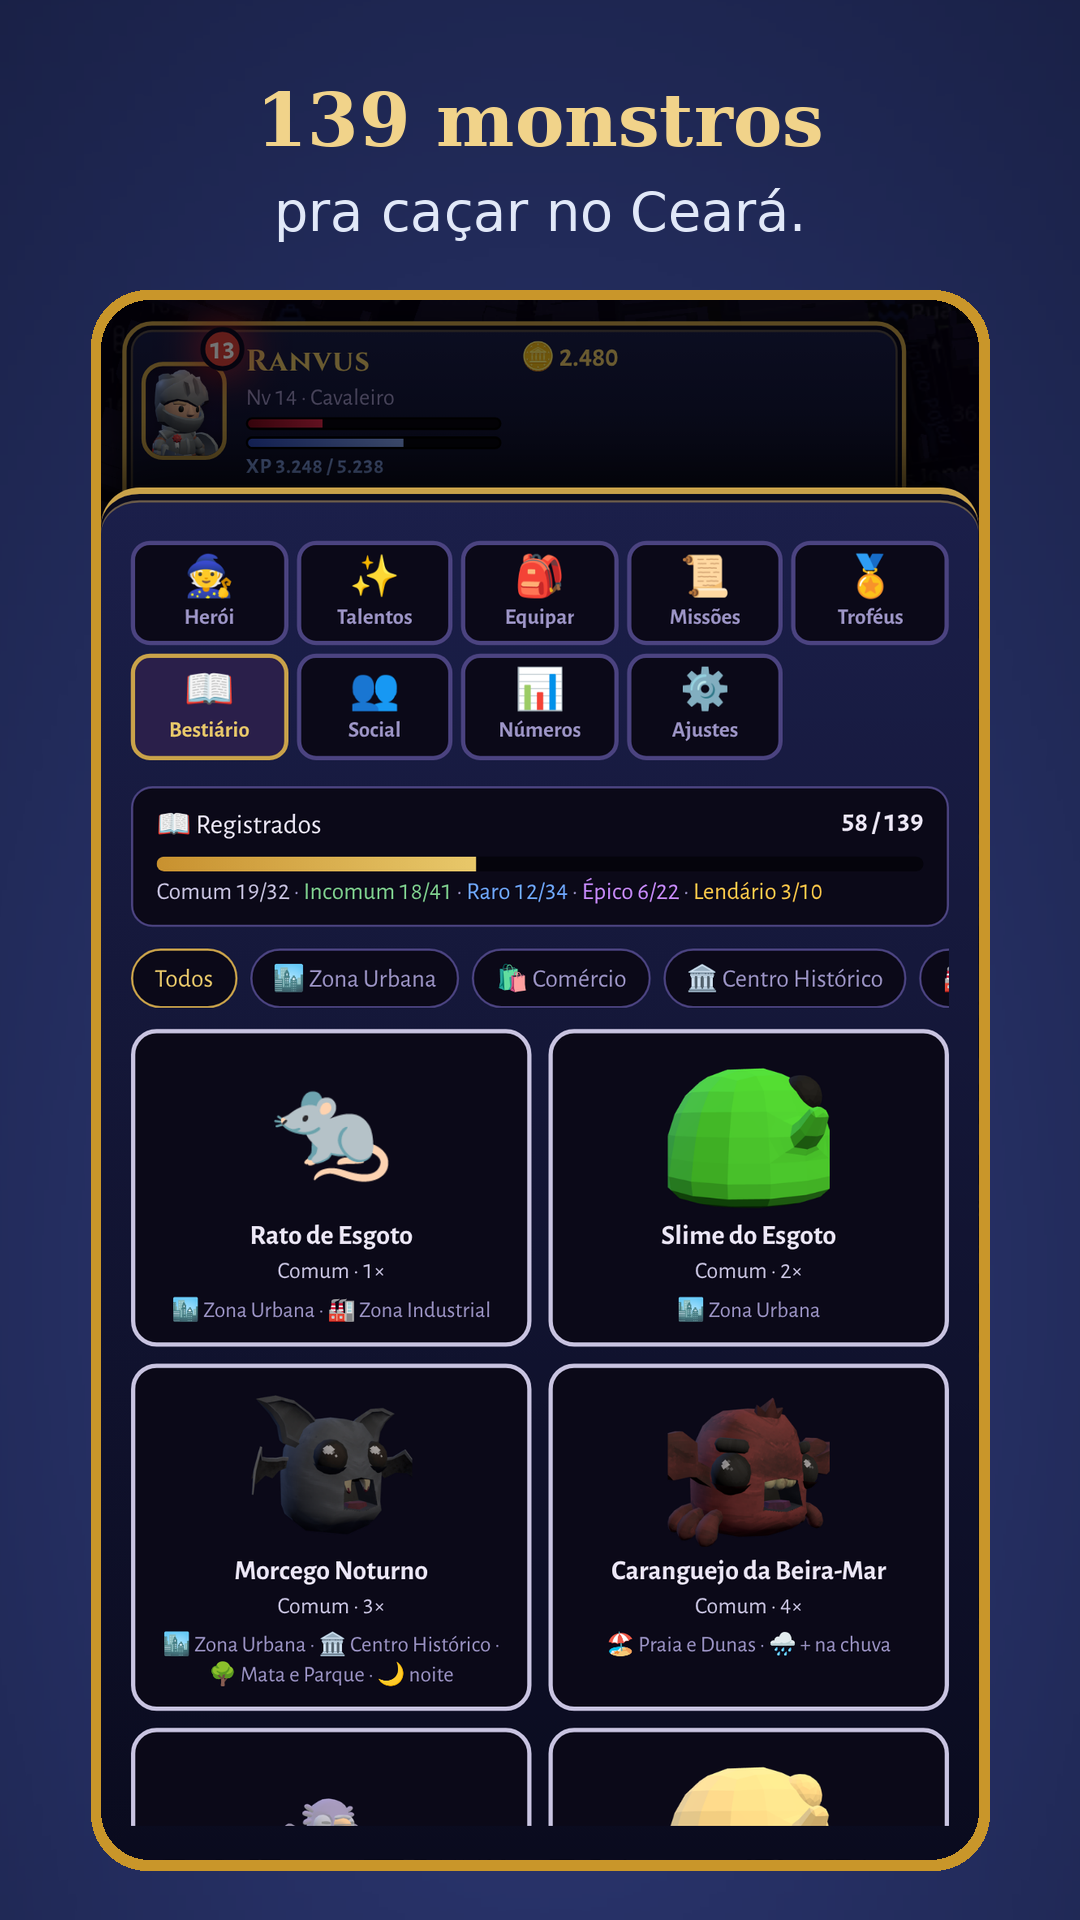 139 monstros
pra caçar no Ceará.
13
RANVUS
2.480
Nv 14 · Cavaleiro
XP 3.248 / 5.238
Herói
Talentos
Equipar
Missões
Troféus
Bestiário
Social
Números
Ajustes
Registrados
58 / 139
Comum 19/32 · Incomum 18/41 · Raro 12/34 · Épico 6/22 · Lendário 3/10
Todos
Zona Urbana
Comércio
Centro Histórico
Rato de Esgoto
Comum · 1×
Zona Urbana · Zona Industrial
Slime do Esgoto
Comum · 2×
Zona Urbana
Morcego Noturno
Comum · 3×
Zona Urbana · Centro Histórico ·
Mata e Parque · noite
Caranguejo da Beira-Mar
Comum · 4×
Praia e Dunas · + na chuva